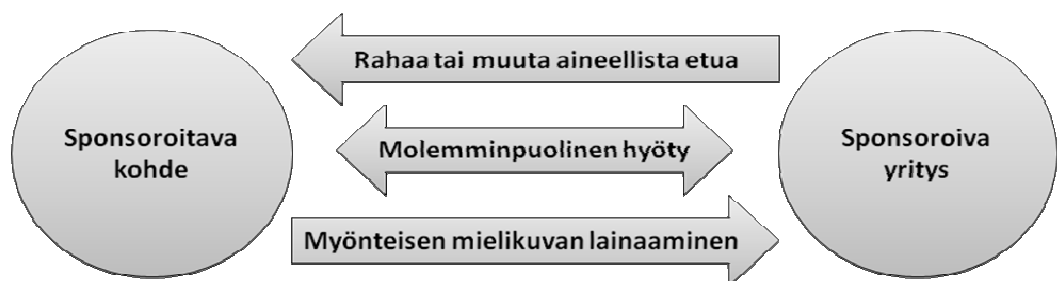 Rahaa tai muuta aineellista etua
Sponsoroitava
kohde
Molemminpuolinen hyöty
Sponsoroiva
yritys
Myönteisen mielikuvan lainaaminen